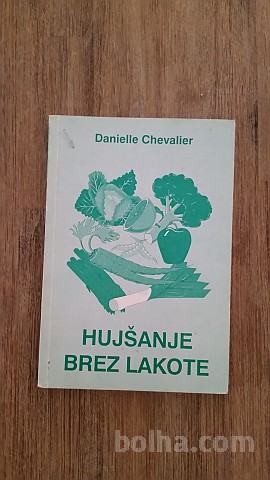 Danielle Chevalier
HUJŠANJE
BREZ LAKOTE
bolha.com